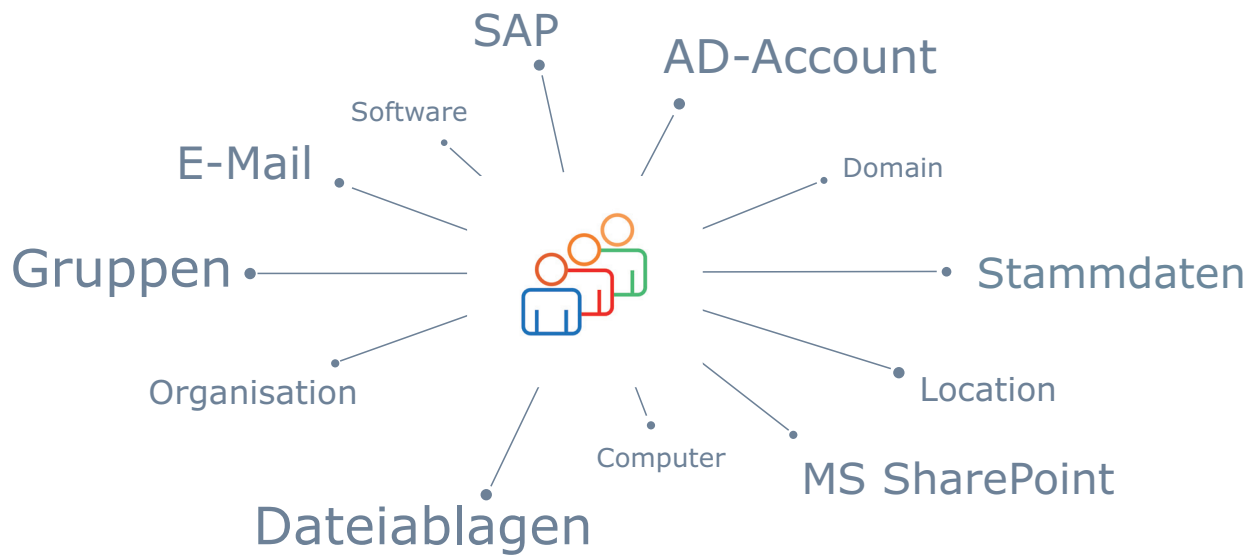 SAP
AD-Account
Software
E-Mail
Domain
Gruppen
Stammdaten
Organisation
Location
Computer
MS SharePoint
Dateiablagen